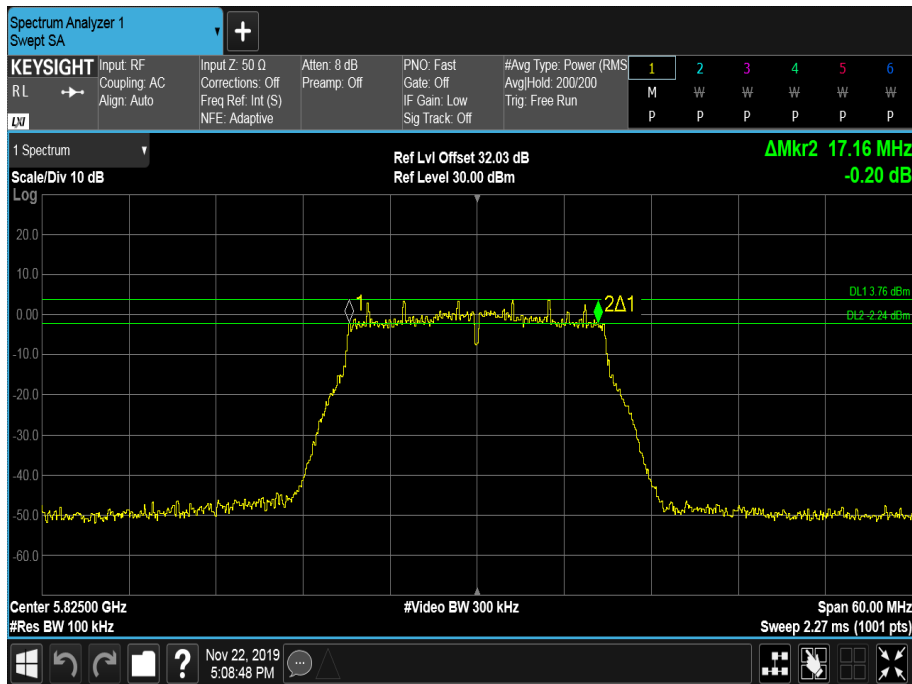 Spectrum Analyzer 1
Swept SA
+
KEYSIGHT
RL
LXI
Input: RF
Coupling: AC
Align: Auto
Input Z: 50 Ω
Corrections: Off
Freq Ref: Int (S)
NFE: Adaptive
Atten: 8 dB
Preamp: Off
PNO: Fast
Gate: Off
IF Gain: Low
Sig Track: Off
#Avg Type: Power (RMS
Avg|Hold: 200/200
Trig: Free Run
1 2 3 4 5 6
M W W W W W
P P P P P P
1 Spectrum
Scale/Div 10 dB
Ref Lvl Offset 32.03 dB
Ref Level 30.00 dBm
ΔMkr2 17.16 MHz
-0.20 dB
Log
20.0
10.0
0.00
-10.0
-20.0
-30.0
-40.0
-50.0
-60.0
1
2Δ1
DL1 3.76 dBm
DL2 -2.24 dBm
Center 5.82500 GHz
#Res BW 100 kHz
#Video BW 300 kHz
Span 60.00 MHz
Sweep 2.27 ms (1001 pts)
?
Nov 22, 2019
5:08:48 PM